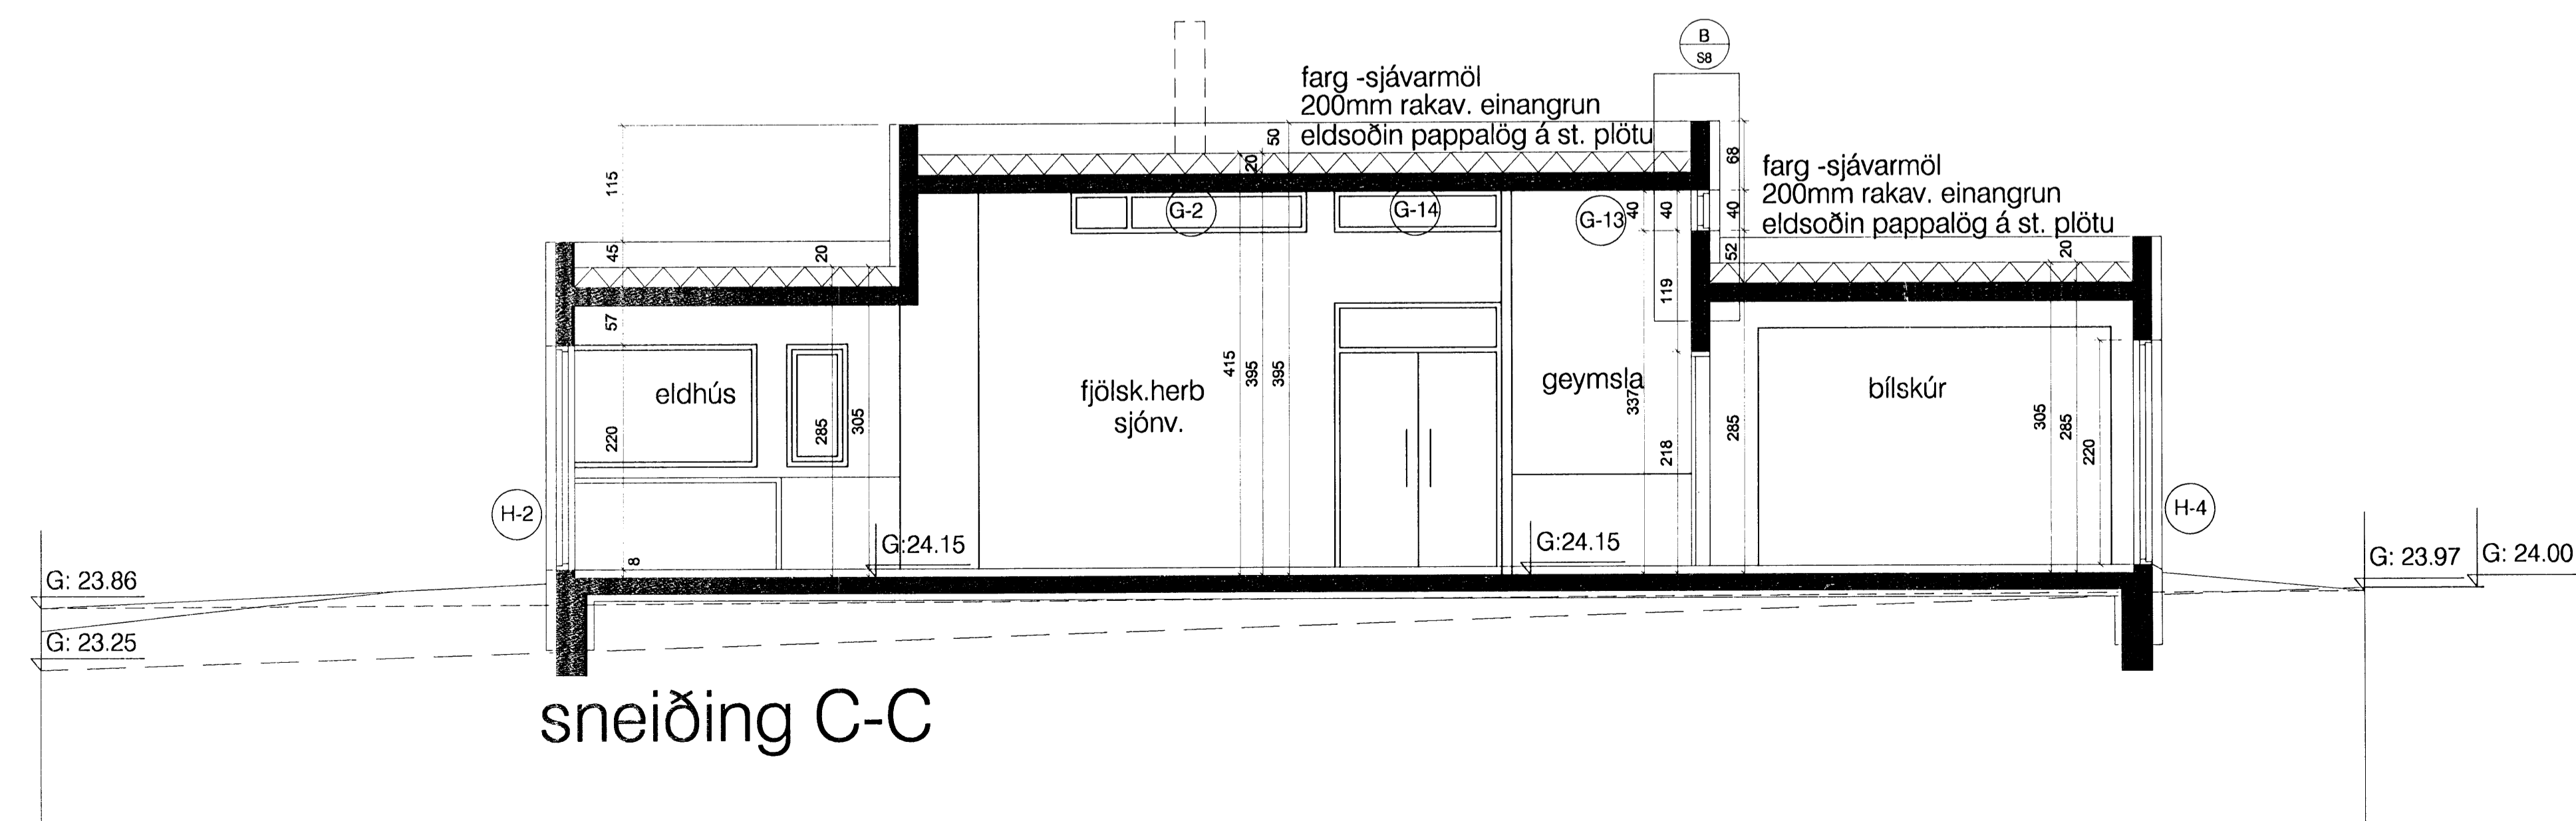 B
S8
farg -sjávarmöl
200mm rakav. einangrun
eldsoðin pappalög á st. plötu
farg -sjávarmöl
200mm rakav. einangrun
eldsoðin pappalög á st. plötu
115
45
57
220
8
20
285
305
50
20
415
395
395
G-2
G-14
G-13
40
40
68
40
52
119
337
218
285
20
305
285
220
eldhús
fjölsk.herb
sjónv.
geymsla
bílskúr
H-2
H-4
G:24.15
G:24.15
G: 23.86
G: 23.25
G: 23.97
G: 24.00
sneiðing C-C